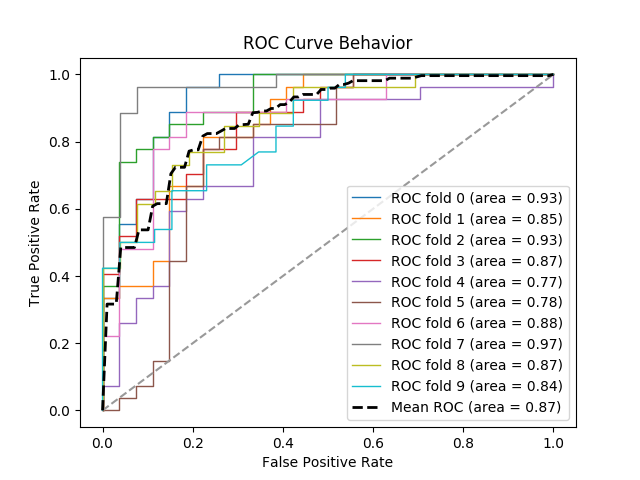 ROC Curve Behavior
True Positive Rate
1.0
0.8
0.6
0.4
0.2
0.0
ROC fold 0 (area = 0.93)
ROC fold 1 (area = 0.85)
ROC fold 2 (area = 0.93)
ROC fold 3 (area = 0.87)
ROC fold 4 (area = 0.77)
ROC fold 5 (area = 0.78)
ROC fold 6 (area = 0.88)
ROC fold 7 (area = 0.97)
ROC fold 8 (area = 0.87)
ROC fold 9 (area = 0.84)
Mean ROC (area = 0.87)
0.0 0.2 0.4 0.6 0.8 1.0
False Positive Rate